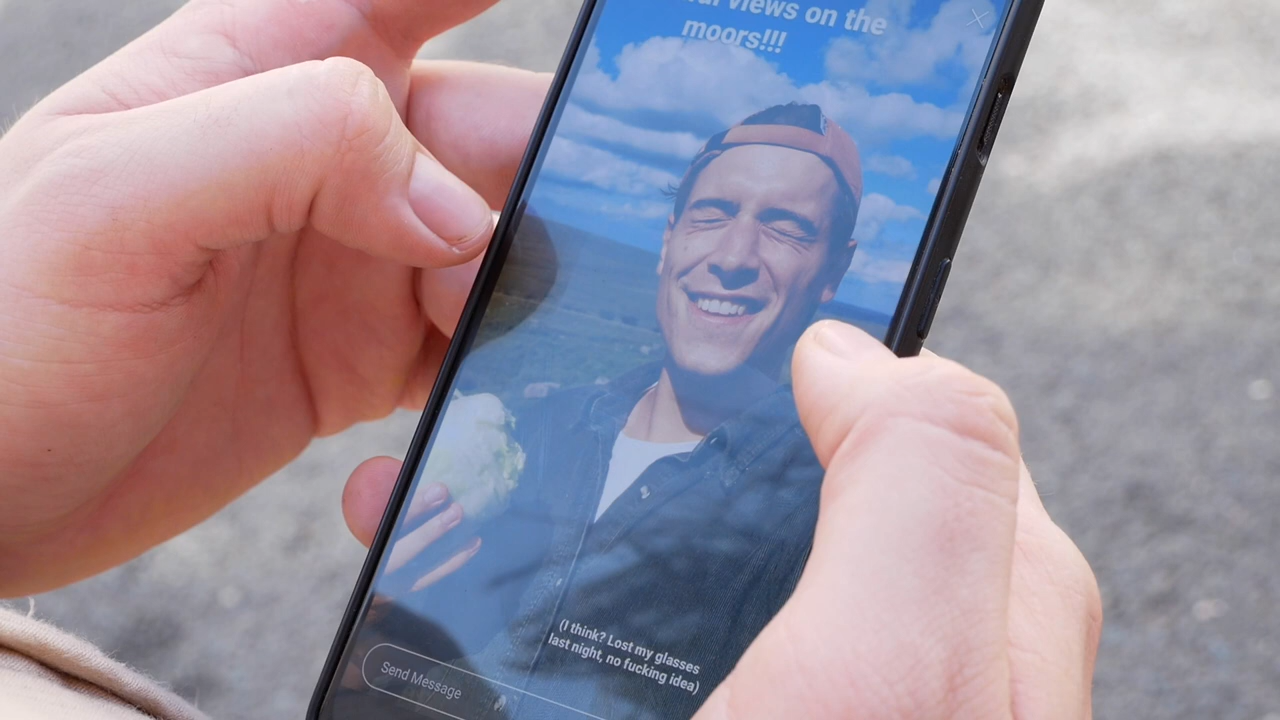 views on the
moors!!!
(I think? Lost my glasses
last night, no fucking idea)
Send Message